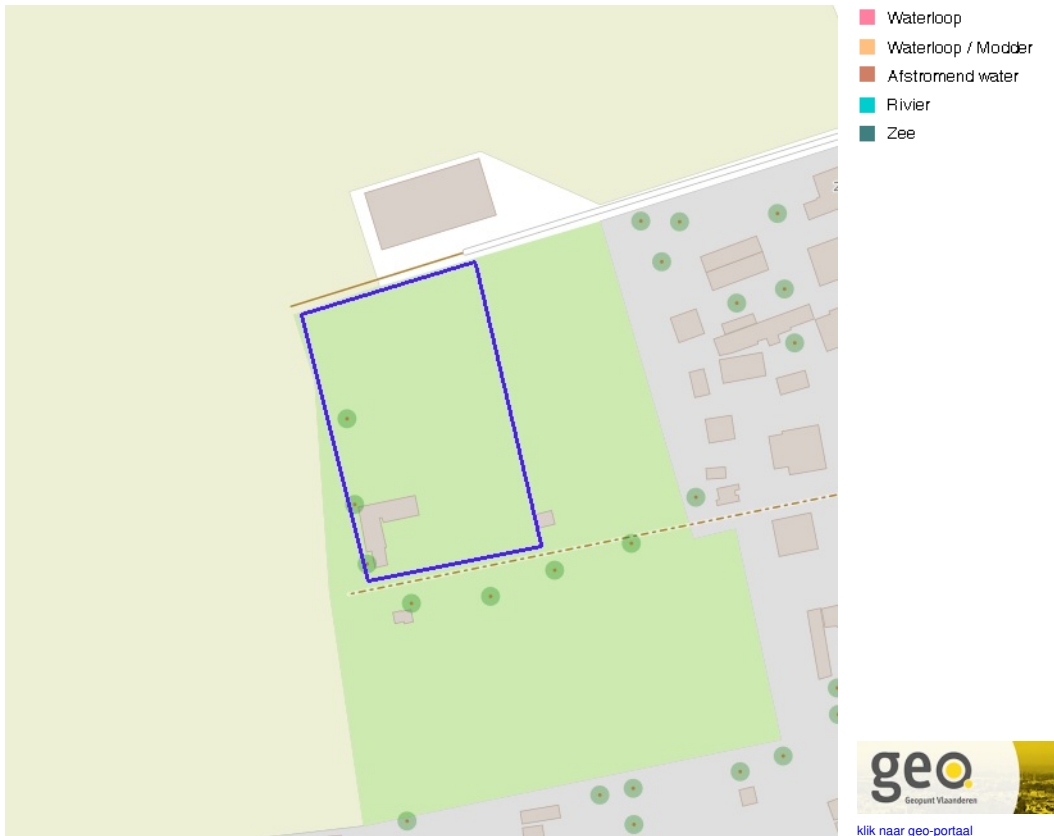 Waterloop
Waterloop / Modder
Afstromend water
Rivier
Zee
geo.
Geopunt Vlaanderen
klik naar geo-portaal